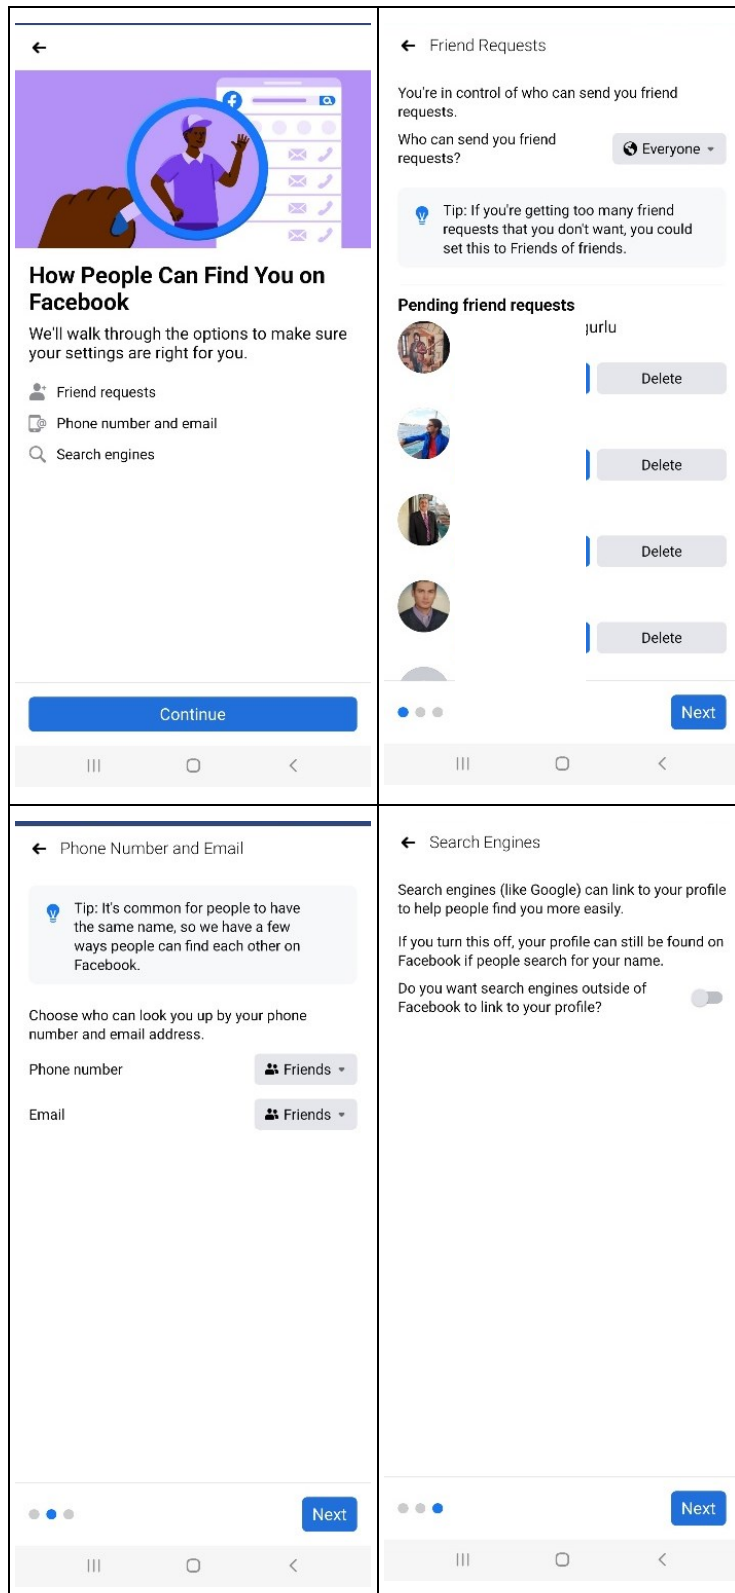 How People Can Find You on
Facebook
We'll walk through the options to make sure
your settings are right for you.
Friend requests
Phone number and email
Search engines
Continue
Friend Requests
You're in control of who can send you friend
requests.
Who can send you friend
requests?
Everyone
Tip: If you're getting too many friend
requests that you don't want, you could
set this to Friends of friends.
Pending friend requests
Delete
Delete
Delete
Delete
Next
Phone Number and Email
Tip: It's common for people to have
the same name, so we have a few
ways people can find each other on
Facebook.
Choose who can look you up by your phone
number and email address.
Phone number
Friends
Email
Friends
Next
Search Engines
Search engines (like Google) can link to your profile
to help people find you more easily.
If you turn this off, your profile can still be found on
Facebook if people search for your name.
Do you want search engines outside of
Facebook to link to your profile?
Next